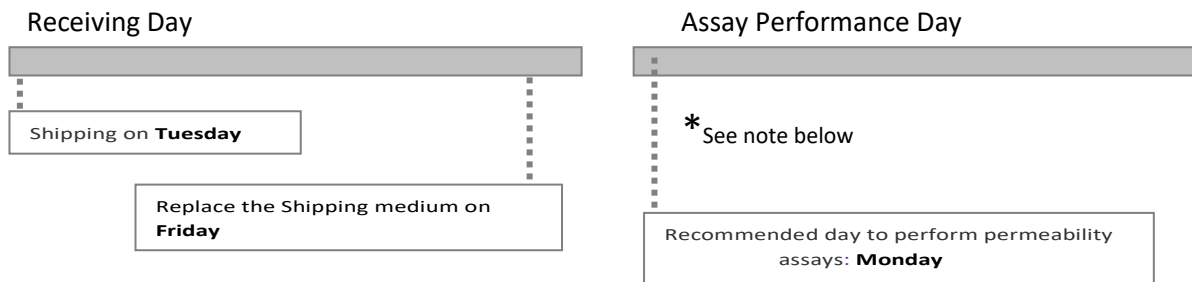 Receiving Day
Assay Performance Day
Shipping on Tuesday
*See note below
Replace the Shipping medium on
Friday
Recommended day to perform permeability
assays: Monday